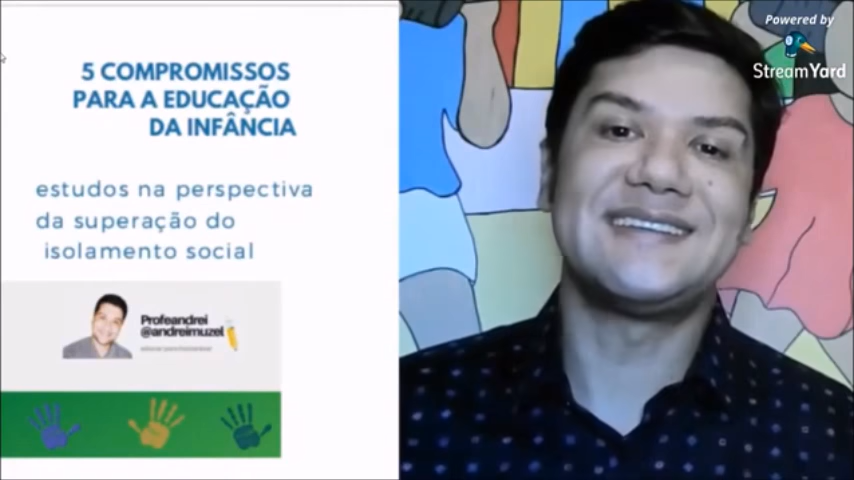 5 COMPROMISSOS
PARA A EDUCAÇÃO
DA INFÂNCIA
estudos na perspectiva
da superação do
isolamento social
Profeandrei
@andreimuzel
Powered by
StreamYard